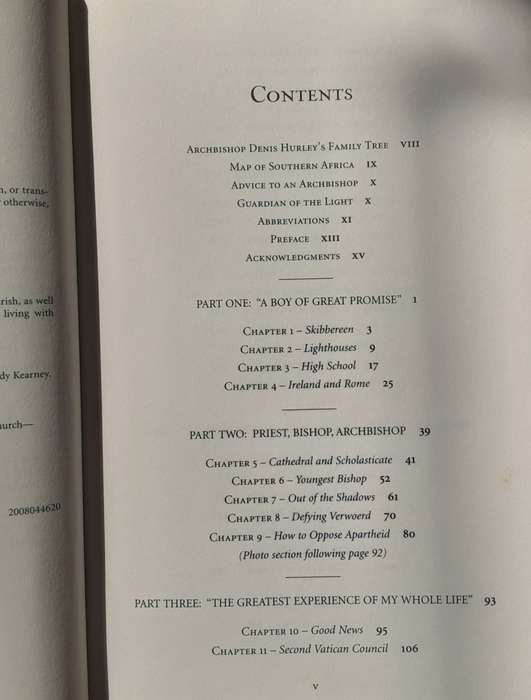 n, or trans-
otherwise,
rish, as well
living with
dy Kearney.
urch—
2008044620
Contents
Archbishop Denis Hurley's Family Tree VIII
Map of Southern Africa IX
Advice to an Archbishop X
Guardian of the Light X
Abbreviations XI
Preface XIII
Acknowledgments XV
PART ONE: "A BOY OF GREAT PROMISE" 1
Chapter 1 – Skibbereen 3
Chapter 2 – Lighthouses 9
Chapter 3 – High School 17
Chapter 4 – Ireland and Rome 25
PART TWO: PRIEST, BISHOP, ARCHBISHOP 39
Chapter 5 – Cathedral and Scholasticate 41
Chapter 6 – Youngest Bishop 52
Chapter 7 – Out of the Shadows 61
Chapter 8 – Defying Verwoerd 70
Chapter 9 – How to Oppose Apartheid 80
(Photo section following page 92)
PART THREE: "THE GREATEST EXPERIENCE OF MY WHOLE LIFE" 93
Chapter 10 – Good News 95
Chapter 11 – Second Vatican Council 106
v